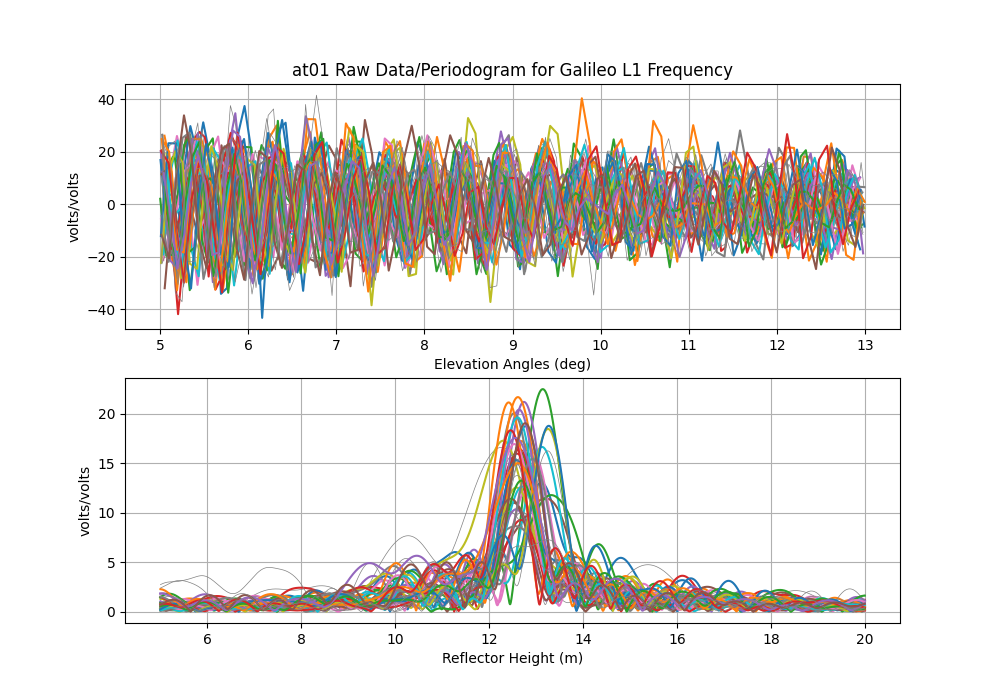 at01 Raw Data/Periodogram for Galileo L1 Frequency
40
20
0
−20
−40
volts/volts
5 6 7 8 9 10 11 12 13
Elevation Angles (deg)
20
15
10
5
0
volts/volts
6 8 10 12 14 16 18 20
Reflector Height (m)